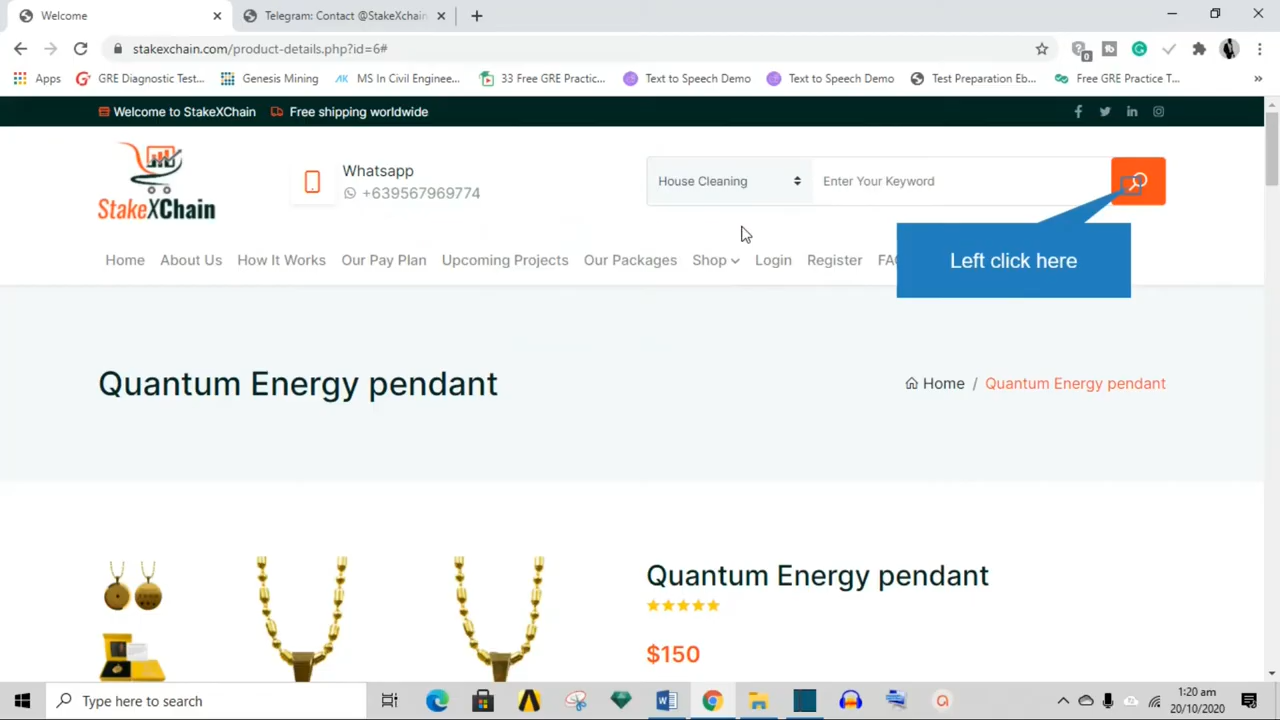 Welcome
Telegram: Contact @StakeXchain
stakexchain.com/product-details.php?id=6#
0
Apps
GRE Diagnostic Test...
Genesis Mining
MS In Civil Enginee...
33 Free GRE Practic...
Text to Speech Demo
Text to Speech Demo
Test Preparation Eb...
Free GRE Practice T...
»
Welcome to StakeXChain
Free shipping worldwide
StakeXChain
Whatsapp
+639567969774
House Cleaning
Enter Your Keyword
Left click here
Home
About Us
How It Works
Our Pay Plan
Upcoming Projects
Our Packages
Shop
Login
Register
Quantum Energy pendant
Home / Quantum Energy pendant
Quantum Energy pendant
$150
Type here to search
1:20 am
20/10/2020